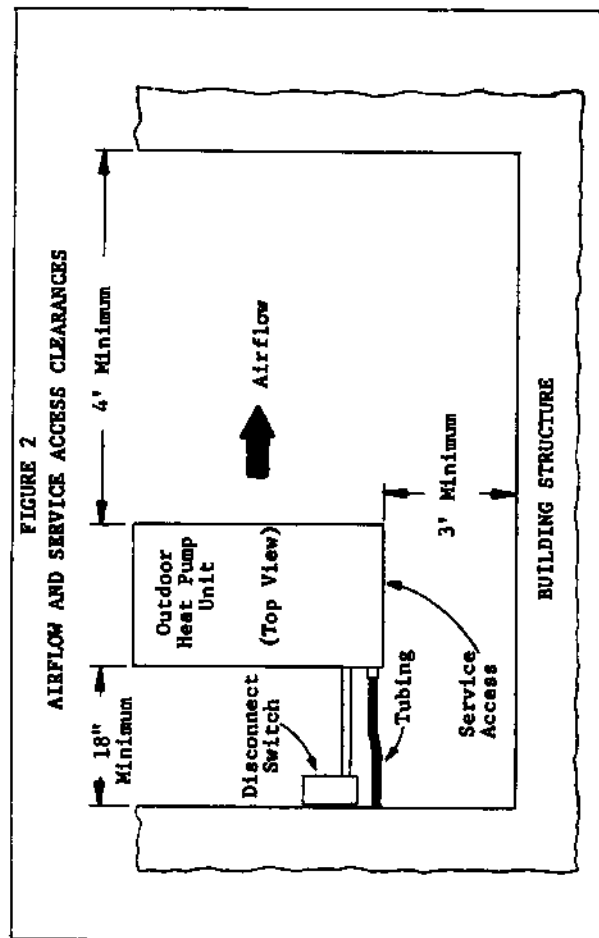 FIGURE 2
AIRFLOW AND SERVICE ACCESS CLEARANCES
18"
Minimum
4' Minimum
Outdoor
Heat Pump
Unit
(Top View)
Airflow
Disconnect
Switch
Tubing
Service
Access
3' Minimum
BUILDING STRUCTURE